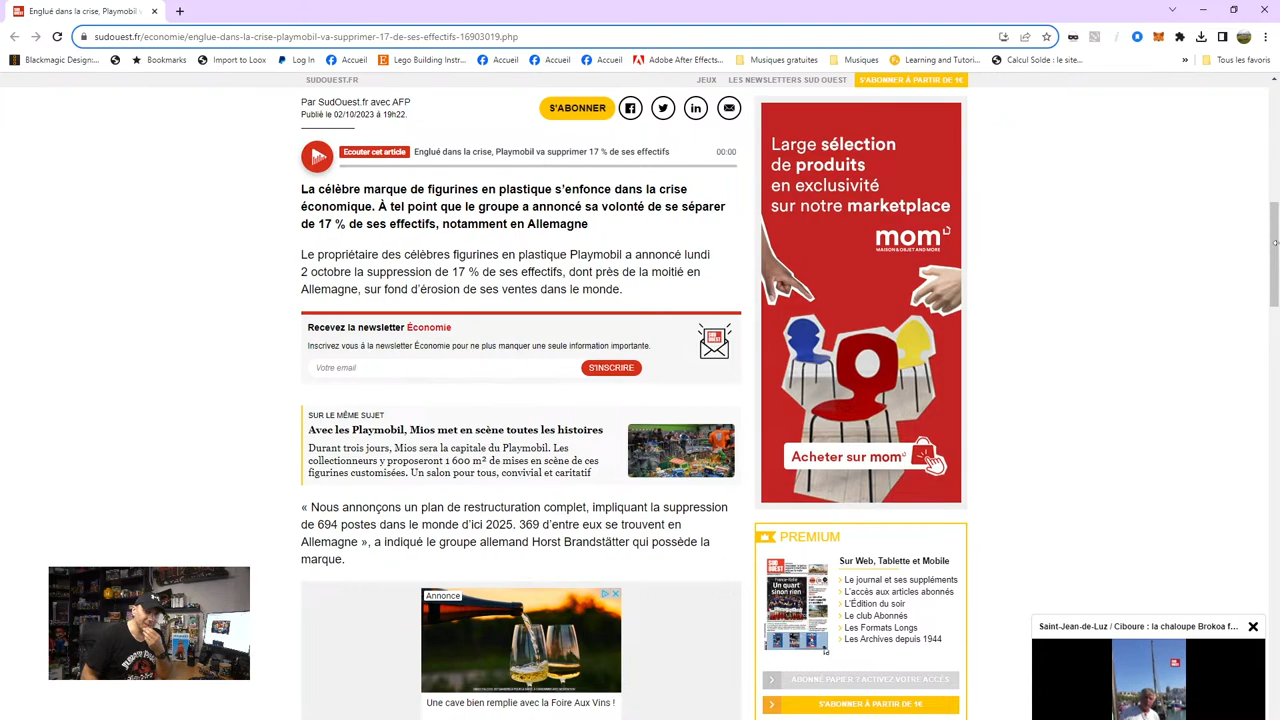 Englué dans la crise, Playmobil v
sudouest.fr/economie/englue-dans-la-crise-playmobil-va-supprimer-17-de-ses-effectifs-16903019.php
Blackmagic Design:... Bookmarks Import to Loox Log In Accueil Lego Building Instr... Accueil Accueil Accueil Adobe After Effects... Musiques gratuites Musiques Learning and Tutori... Calcul Solde : le site... » Tous les favoris
SUDOUEST.FR JEUX LES NEWSLETTERS SUD OUEST S'ABONNER À PARTIR DE 1€
Par SudOuest.fr avec AFP
Publié le 02/10/2023 à 19h22.
S'ABONNER
Ecouter cet article Englué dans la crise, Playmobil va supprimer 17 % de ses effectifs 00:00
La célèbre marque de figurines en plastique s’enfonce dans la crise
économique. À tel point que le groupe a annoncé sa volonté de se séparer
de 17 % de ses effectifs, notamment en Allemagne
Le propriétaire des célèbres figurines en plastique Playmobil a annoncé lundi
2 octobre la suppression de 17 % de ses effectifs, dont près de la moitié en
Allemagne, sur fond d’érosion de ses ventes dans le monde.
Recevez la newsletter Économie
Inscrivez vous à la newsletter Économie pour ne plus manquer une seule information importante.
Votre email S'INSCRIRE
SUR LE MÊME SUJET
Avec les Playmobil, Mios met en scène toutes les histoires
Durant trois jours, Mios sera la capitale du Playmobil. Les
collectionneurs y proposeront 1 600 m² de mises en scène de ces
figurines customisées. Un salon pour tous, convivial et caritatif
« Nous annonçons un plan de restructuration complet, impliquant la suppression
de 694 postes dans le monde d’ici 2025. 369 d’entre eux se trouvent en
Allemagne », a indiqué le groupe allemand Horst Brandstätter qui possède la
marque.
Annonce
Une cave bien remplie avec la Foire Aux Vins !
Large sélection
de produits
en exclusivité
sur notre marketplace
mom
MAISON & OBJET AND MORE
Acheter sur mom
PREMIUM
SUD OUEST
Un quart
sinon rien
Sur Web, Tablette et Mobile
Le journal et ses suppléments
L'accès aux articles abonnés
L'Édition du soir
Le club Abonnés
Les Formats Longs
Les Archives depuis 1944
ABONNÉ PAPIER ? ACTIVEZ VOTRE ACCÈS
S'ABONNER À PARTIR DE 1€
Saint-Jean-de-Luz / Ciboure : la chaloupe Brokoa f...